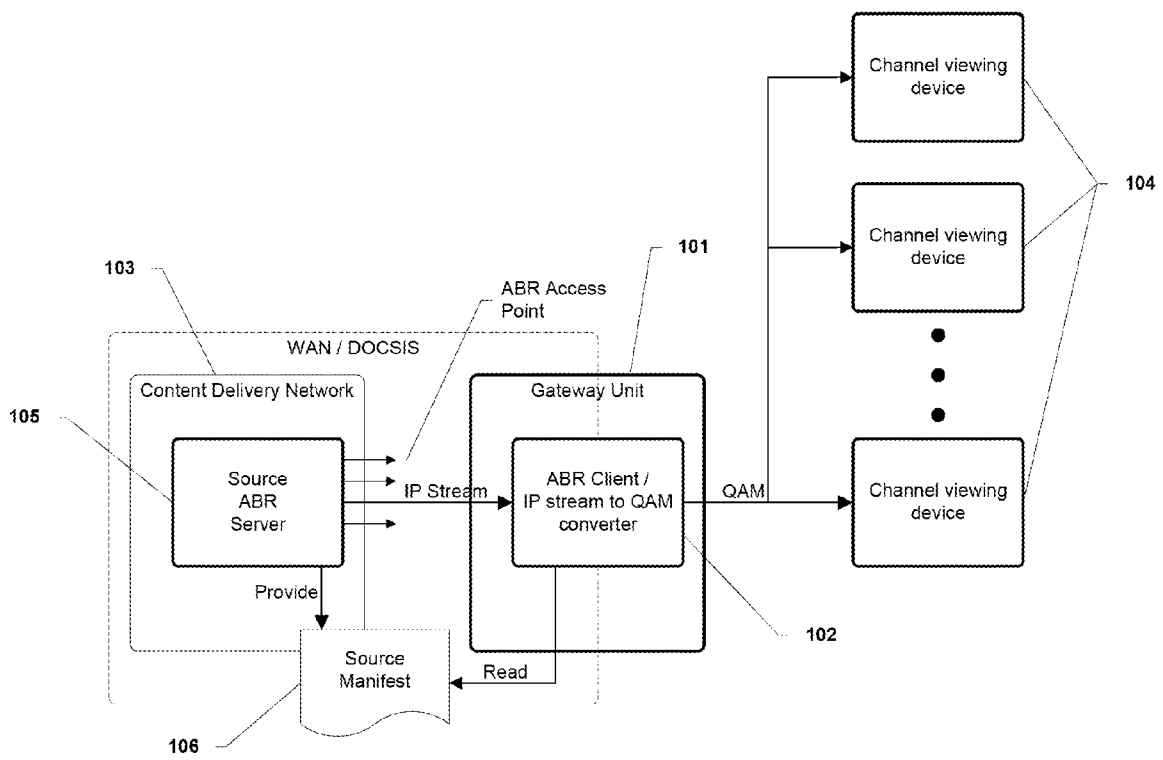 Channel viewing
device
104
Channel viewing
device
101
103
ABR Access
Point
WAN / DOCSIS
Content Delivery Network
Gateway Unit
105
Source
ABR
Server
IP Stream
ABR Client /
IP stream to QAM
converter
QAM
Channel viewing
device
Provide
102
Source
Manifest
Read
106